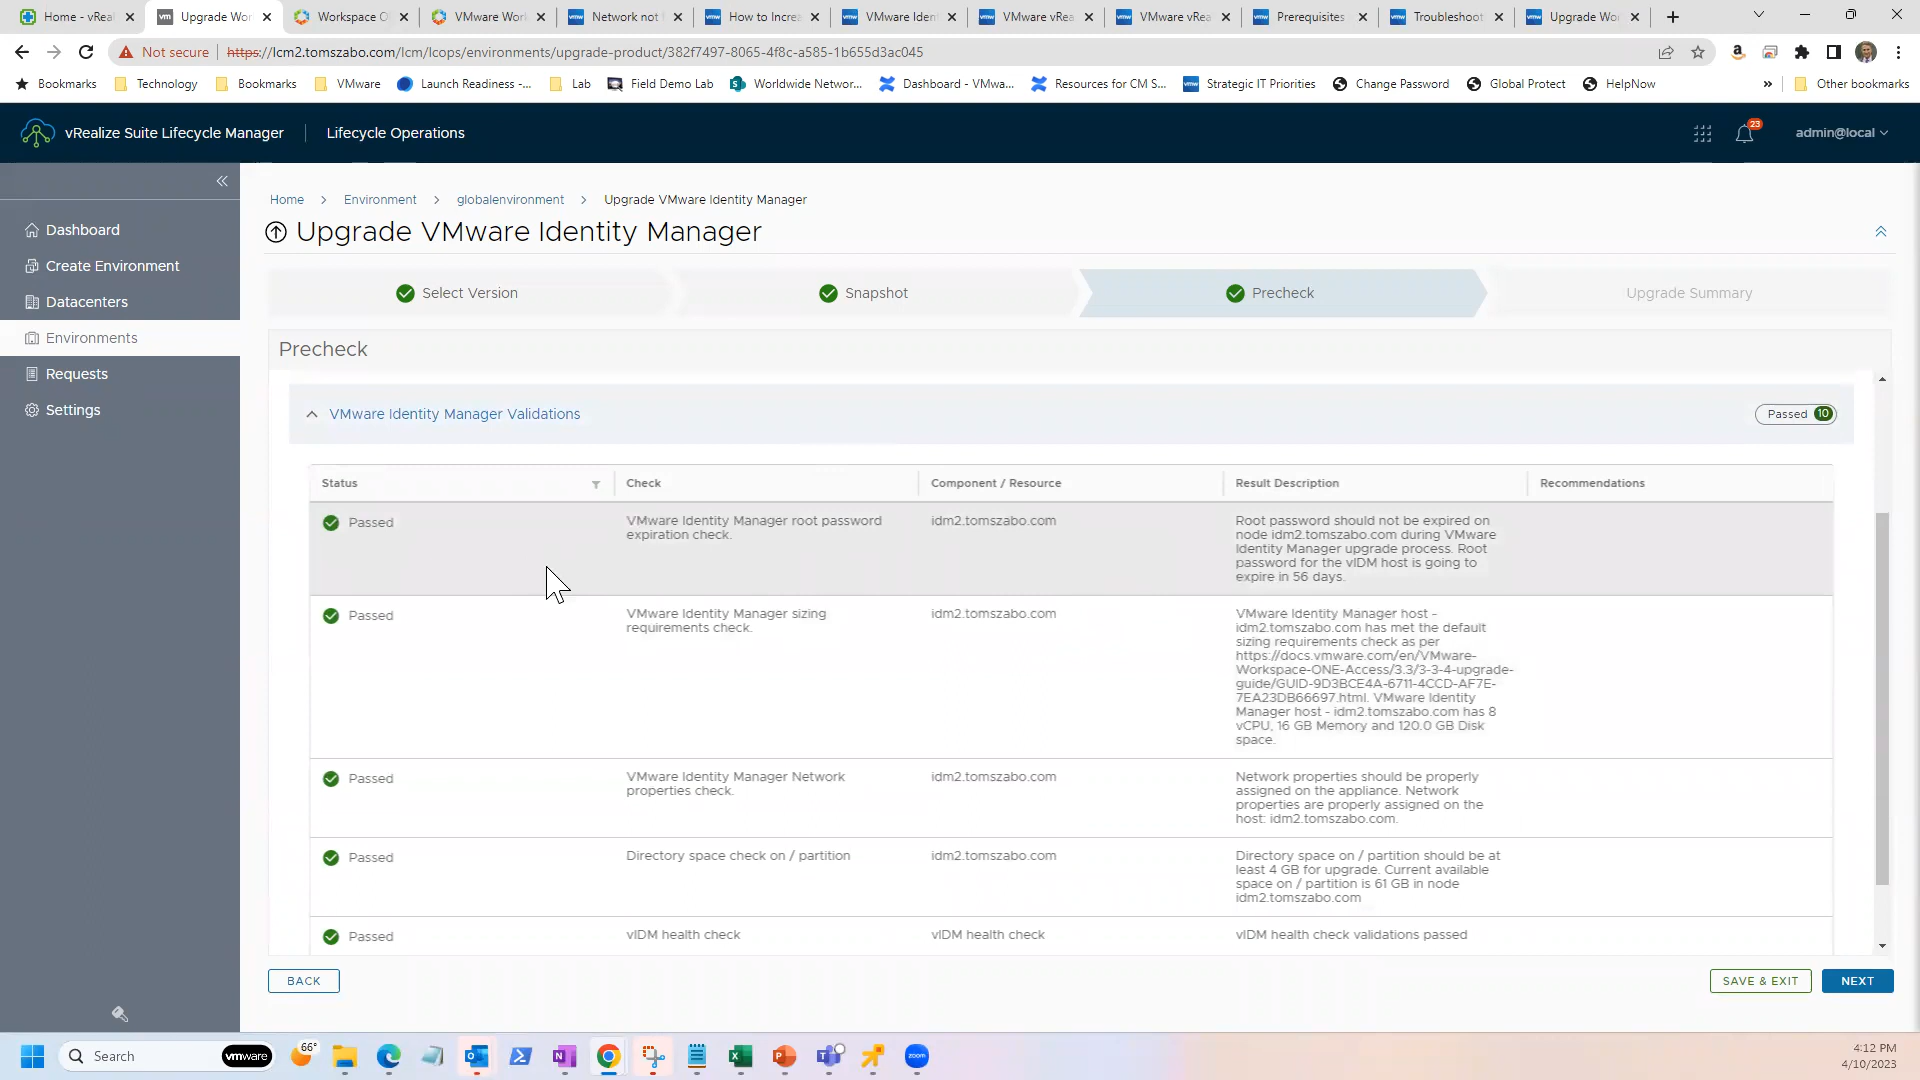 Home - vReal
Upgrade Wor
Workspace O
VMware Work
Network not
How to Increa
VMware Ident
VMware vRea
VMware vRea
Prerequisites
Troubleshoot
Upgrade Wo
Not secure
https://lcm2.tomszabo.com/lcm/lcops/environments/upgrade-product/382f7497-8065-4f8c-a585-1b655d3ac045
Bookmarks
Technology
Bookmarks
VMware
Launch Readiness -...
Lab
Field Demo Lab
Worldwide Networ...
Dashboard - VMwa...
Resources for CM S...
Strategic IT Priorities
Change Password
Global Protect
HelpNow
»
Other bookmarks
vRealize Suite Lifecycle Manager
Lifecycle Operations
23
admin@local
Dashboard
Create Environment
Datacenters
Environments
Requests
Settings
Home > Environment > globalenvironment > Upgrade VMware Identity Manager
Upgrade VMware Identity Manager
Select Version
Snapshot
Precheck
Upgrade Summary
Precheck
VMware Identity Manager Validations
Passed 10
Status
Check
Component / Resource
Result Description
Recommendations
Passed
VMware Identity Manager root password
expiration check.
idm2.tomszabo.com
Root password should not be expired on
node idm2.tomszabo.com during VMware
Identity Manager upgrade process. Root
password for the vIDM host is going to
expire in 56 days.
Passed
VMware Identity Manager sizing
requirements check.
idm2.tomszabo.com
VMware Identity Manager host -
idm2.tomszabo.com has met the default
sizing requirements check as per
https://docs.vmware.com/en/VMware-
Workspace-ONE-Access/3.3/3-3-4-upgrade-
guide/GUID-9D3BCE4A-6711-4CCD-AF7E-
7EA23DB66697.html. VMware Identity
Manager host - idm2.tomszabo.com has 8
vCPU, 16 GB Memory and 120.0 GB Disk
space.
Passed
VMware Identity Manager Network
properties check.
idm2.tomszabo.com
Network properties should be properly
assigned on the appliance. Network
properties are properly assigned on the
host: idm2.tomszabo.com.
Passed
Directory space check on / partition
idm2.tomszabo.com
Directory space on / partition should be at
least 4 GB for upgrade. Current available
space on / partition is 61 GB in node
idm2.tomszabo.com
Passed
vIDM health check
vIDM health check
vIDM health check validations passed
BACK
SAVE & EXIT
NEXT
Search
vmware
66°
zoom
4:12 PM
4/10/2023